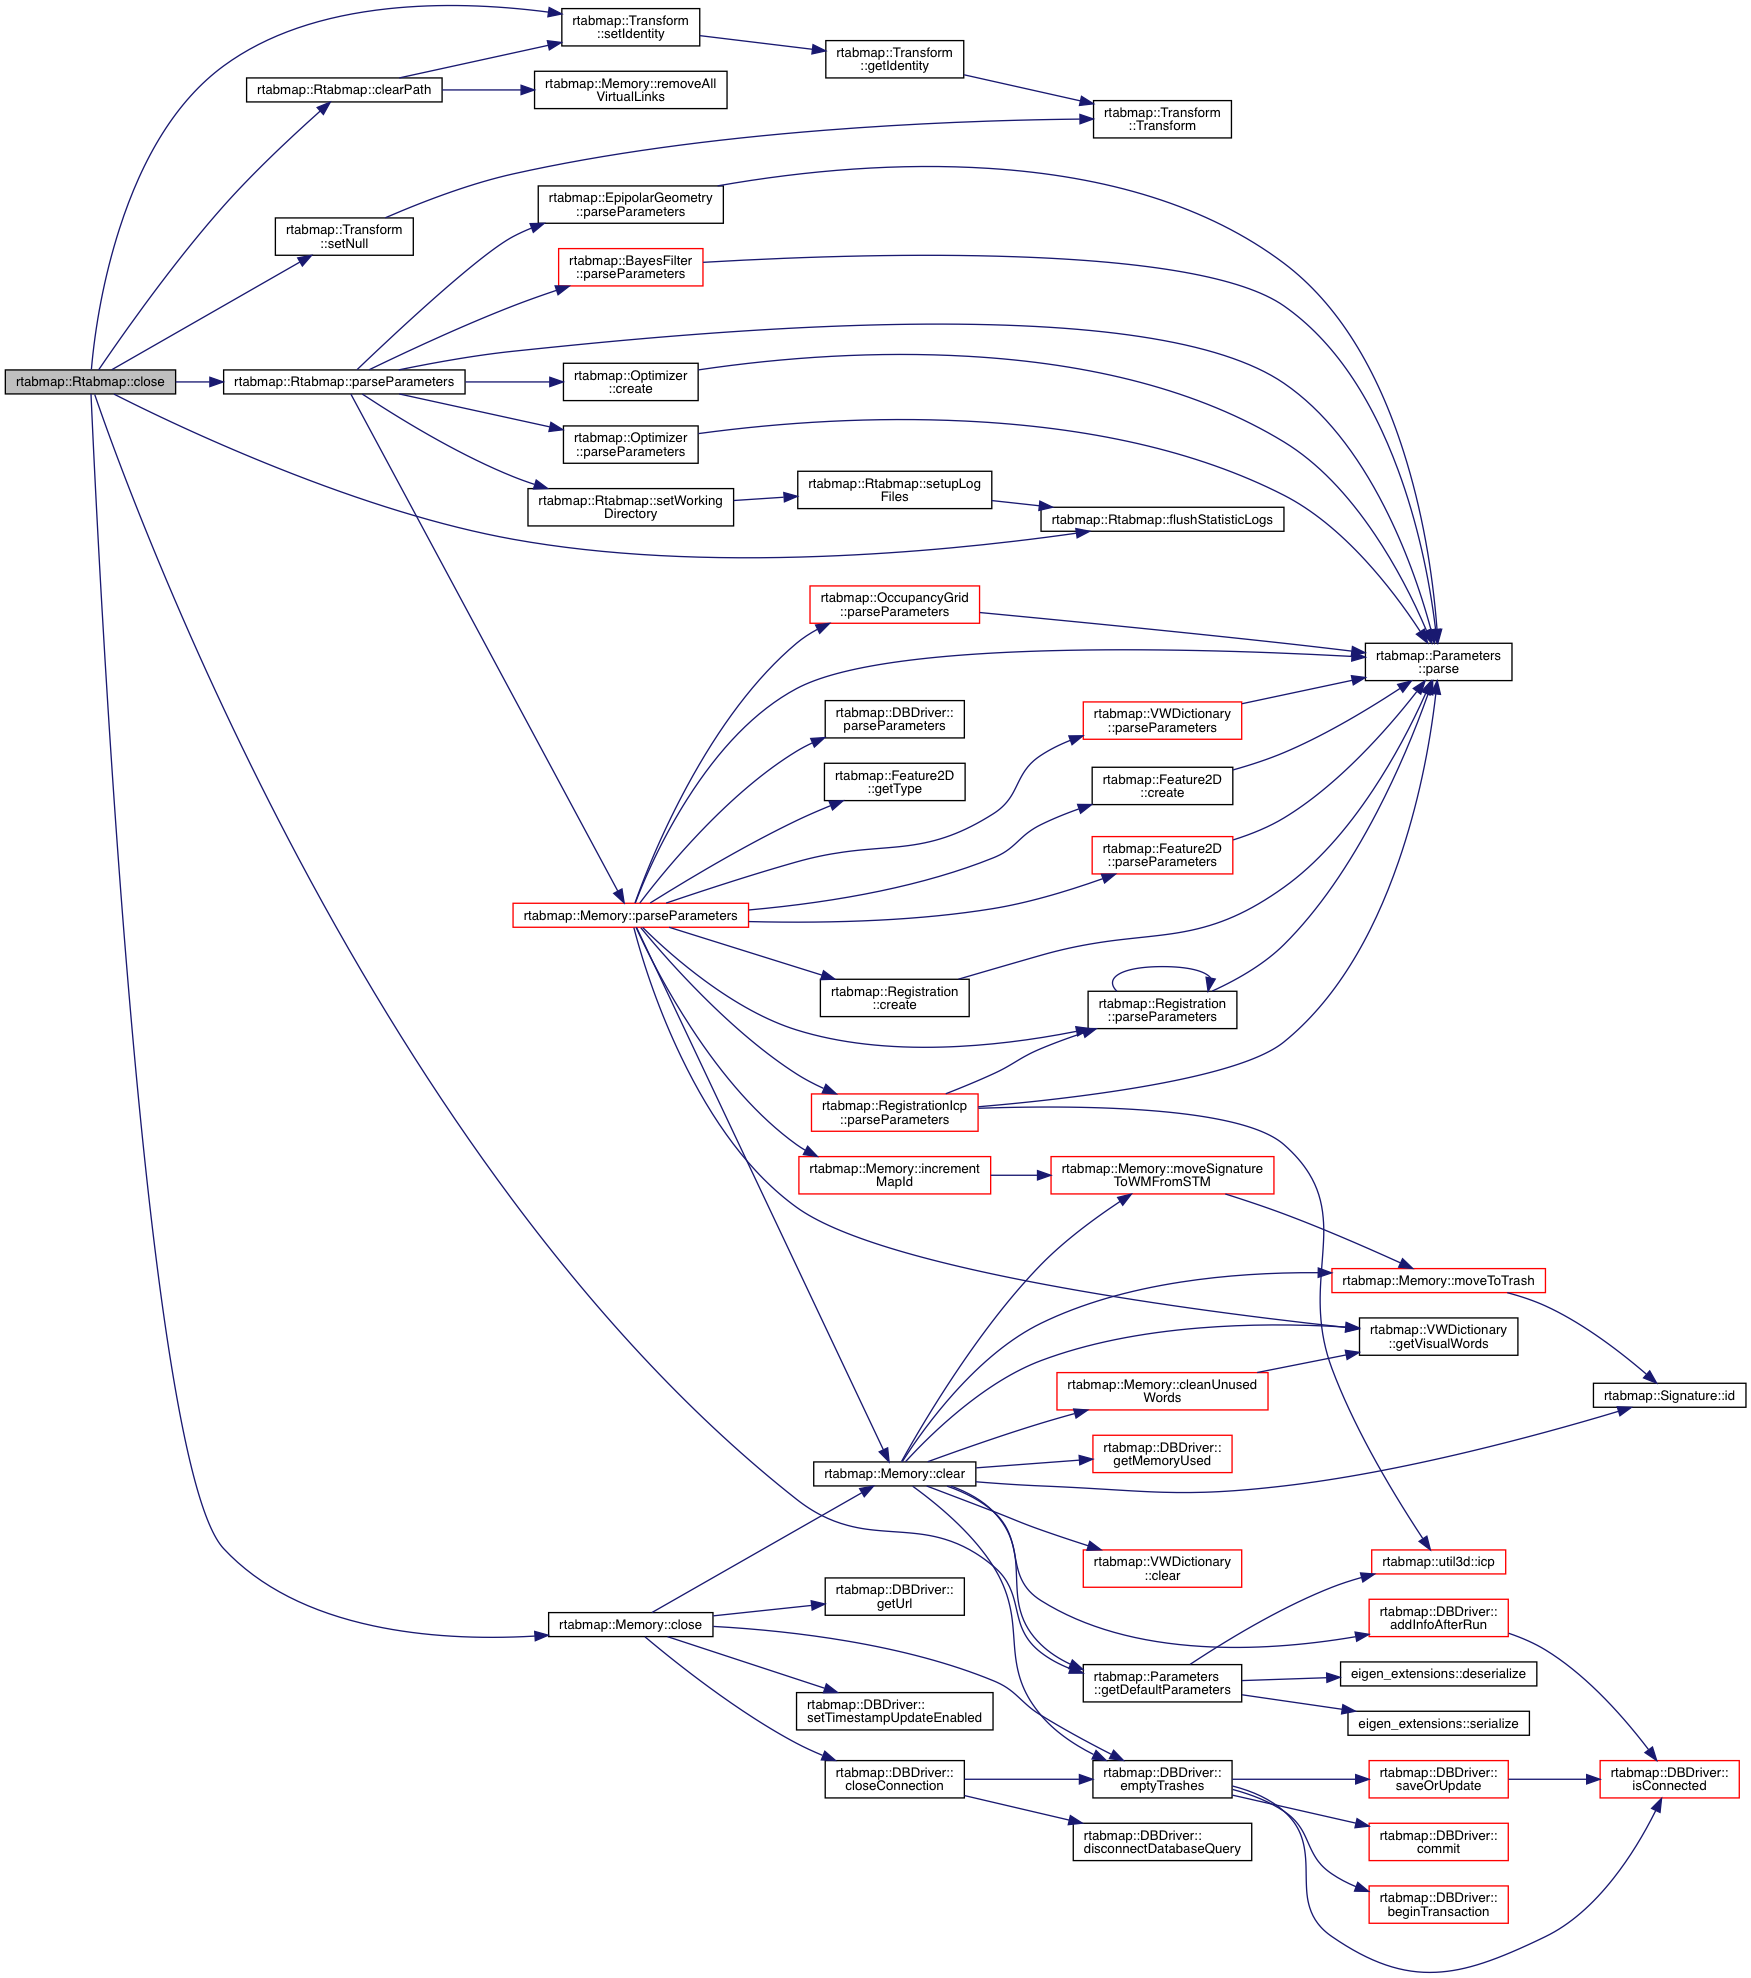 rtabmap::Transform
::setIdentity
rtabmap::Transform
::getIdentity
rtabmap::Rtabmap::clearPath
rtabmap::Memory::removeAll
VirtualLinks
rtabmap::Transform
::Transform
rtabmap::EpipolarGeometry
::parseParameters
rtabmap::Transform
::setNull
rtabmap::BayesFilter
::parseParameters
rtabmap::Rtabmap::close
rtabmap::Rtabmap::parseParameters
rtabmap::Optimizer
::create
rtabmap::Optimizer
::parseParameters
rtabmap::Rtabmap::setWorking
Directory
rtabmap::Rtabmap::setupLog
Files
rtabmap::Rtabmap::flushStatisticLogs
rtabmap::OccupancyGrid
::parseParameters
rtabmap::Parameters
::parse
rtabmap::DBDriver::
parseParameters
rtabmap::VWDictionary
::parseParameters
rtabmap::Feature2D
::getType
rtabmap::Feature2D
::create
rtabmap::Feature2D
::parseParameters
rtabmap::Memory::parseParameters
rtabmap::Registration
::create
rtabmap::Registration
::parseParameters
rtabmap::RegistrationIcp
::parseParameters
rtabmap::Memory::increment
MapId
rtabmap::Memory::moveSignature
ToWMFromSTM
rtabmap::Memory::moveToTrash
rtabmap::VWDictionary
::getVisualWords
rtabmap::Memory::cleanUnused
Words
rtabmap::Signature::id
rtabmap::DBDriver::
getMemoryUsed
rtabmap::Memory::clear
rtabmap::VWDictionary
::clear
rtabmap::util3d::icp
rtabmap::DBDriver::
getUrl
rtabmap::Memory::close
rtabmap::DBDriver::
addInfoAfterRun
rtabmap::Parameters
::getDefaultParameters
eigen_extensions::deserialize
rtabmap::DBDriver::
setTimestampUpdateEnabled
eigen_extensions::serialize
rtabmap::DBDriver::
closeConnection
rtabmap::DBDriver::
emptyTrashes
rtabmap::DBDriver::
saveOrUpdate
rtabmap::DBDriver::
isConnected
rtabmap::DBDriver::
disconnectDatabaseQuery
rtabmap::DBDriver::
commit
rtabmap::DBDriver::
beginTransaction